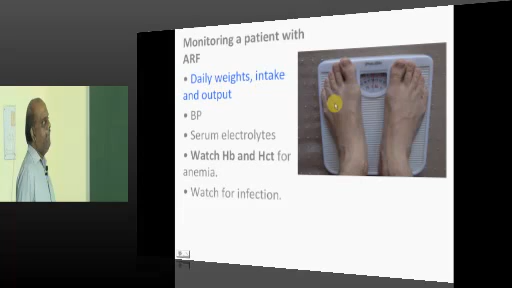 Monitoring a patient with
ARF
• Daily weights, intake
and output
• BP
• Serum electrolytes
• Watch Hb and Hct for
anemia.
• Watch for infection.